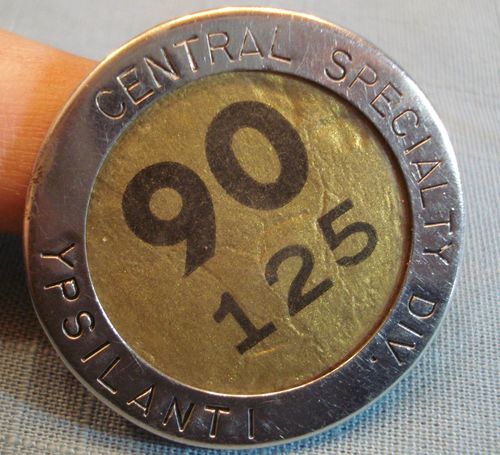 CENTRAL SPECIALTY DIV.
90
125
YPSILANTI